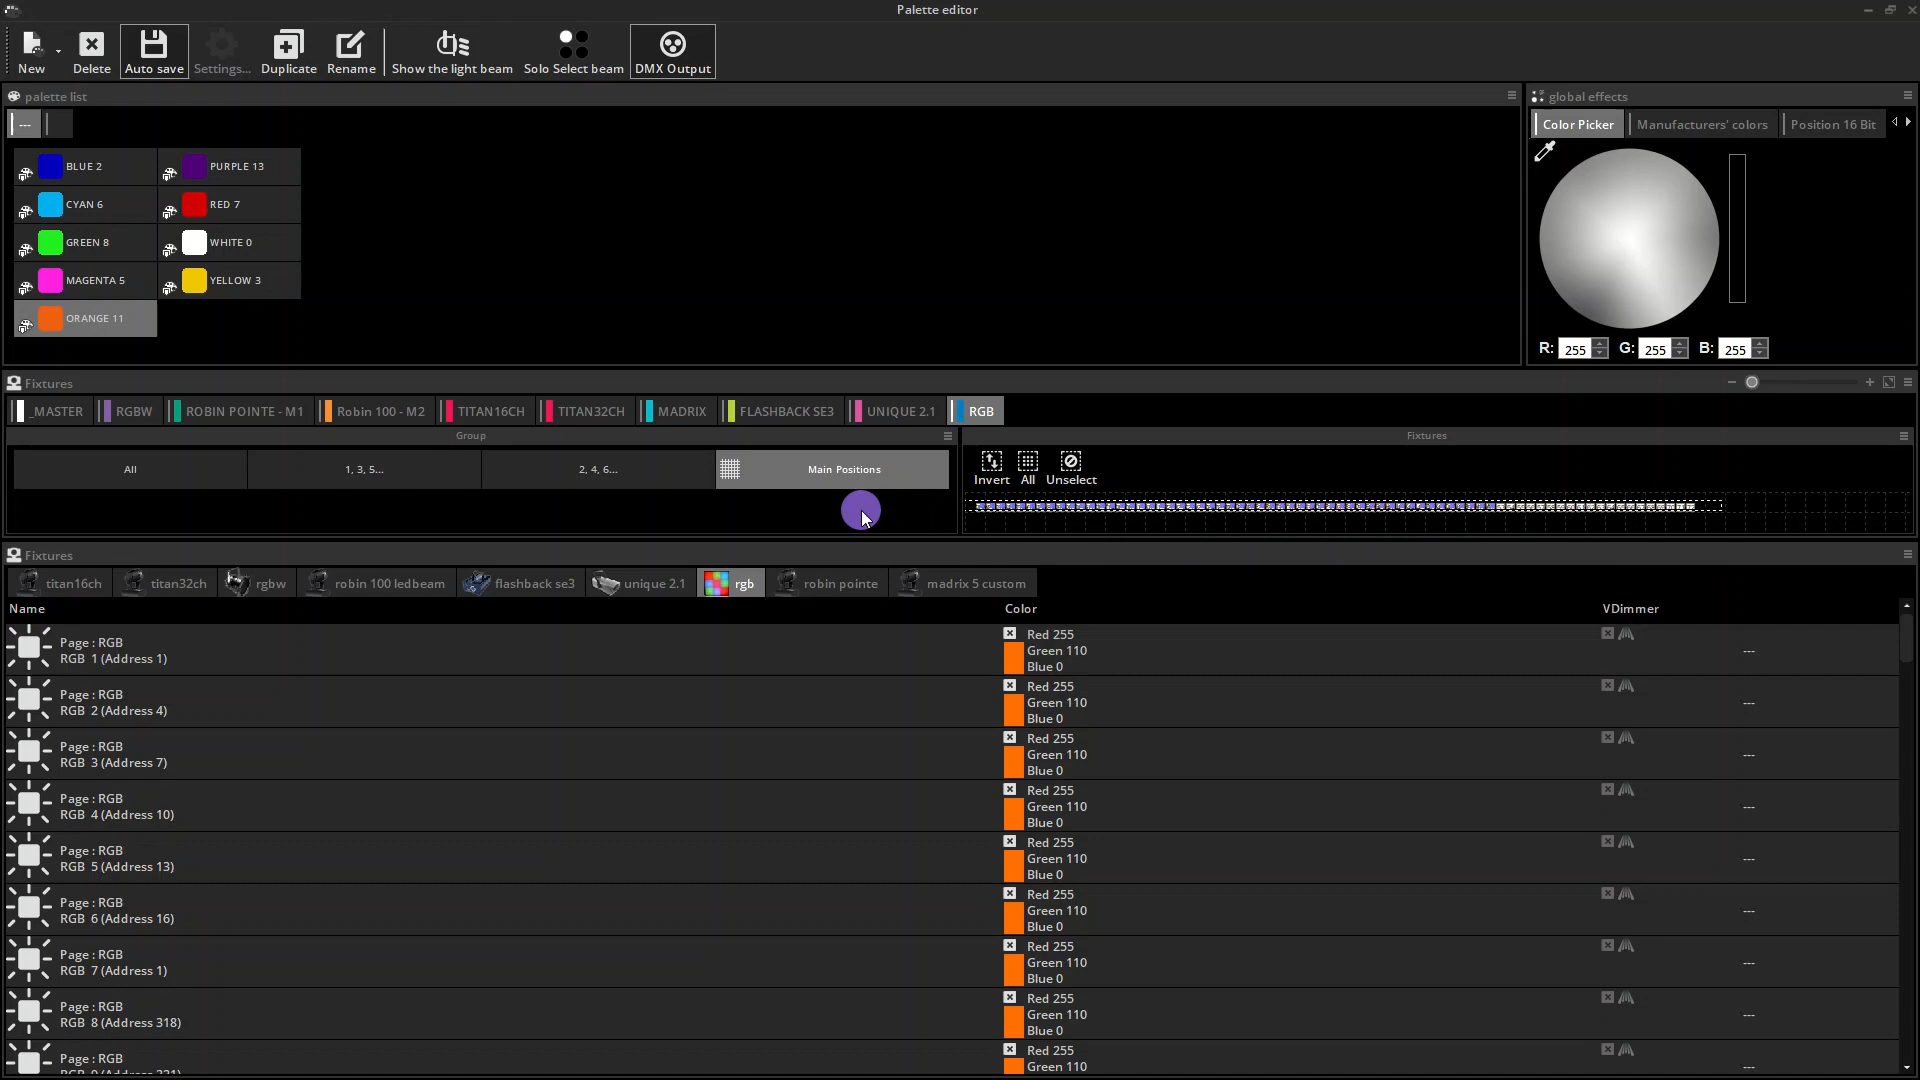 Palette editor
New
Delete
Auto save
Settings...
Duplicate
Rename
Show the light beam
Solo Select beam
DMX Output
palette list
---
BLUE 2
PURPLE 13
CYAN 6
RED 7
GREEN 8
WHITE 0
MAGENTA 5
YELLOW 3
ORANGE 11
global effects
Color Picker
Manufacturers' colors
Position 16 Bit
R: 255 G: 255 B: 255
Fixtures
_MASTER
RGBW
ROBIN POINTE - M1
Robin 100 - M2
TITAN16CH
TITAN32CH
MADRIX
FLASHBACK SE3
UNIQUE 2.1
RGB
Group
All
1, 3, 5...
2, 4, 6...
Main Positions
Fixtures
Invert
All
Unselect
Fixtures
titan16ch
titan32ch
rgbw
robin 100 ledbeam
flashback se3
unique 2.1
rgb
robin pointe
madrix 5 custom
Name
Color
VDimmer
Page : RGB
RGB 1 (Address 1)
Red 255
Green 110
Blue 0
---
Page : RGB
RGB 2 (Address 4)
Red 255
Green 110
Blue 0
---
Page : RGB
RGB 3 (Address 7)
Red 255
Green 110
Blue 0
---
Page : RGB
RGB 4 (Address 10)
Red 255
Green 110
Blue 0
---
Page : RGB
RGB 5 (Address 13)
Red 255
Green 110
Blue 0
---
Page : RGB
RGB 6 (Address 16)
Red 255
Green 110
Blue 0
---
Page : RGB
RGB 7 (Address 1)
Red 255
Green 110
Blue 0
---
Page : RGB
RGB 8 (Address 318)
Red 255
Green 110
Blue 0
---
Page : RGB
RGB 9 (Address 321)
Red 255
Green 110
---